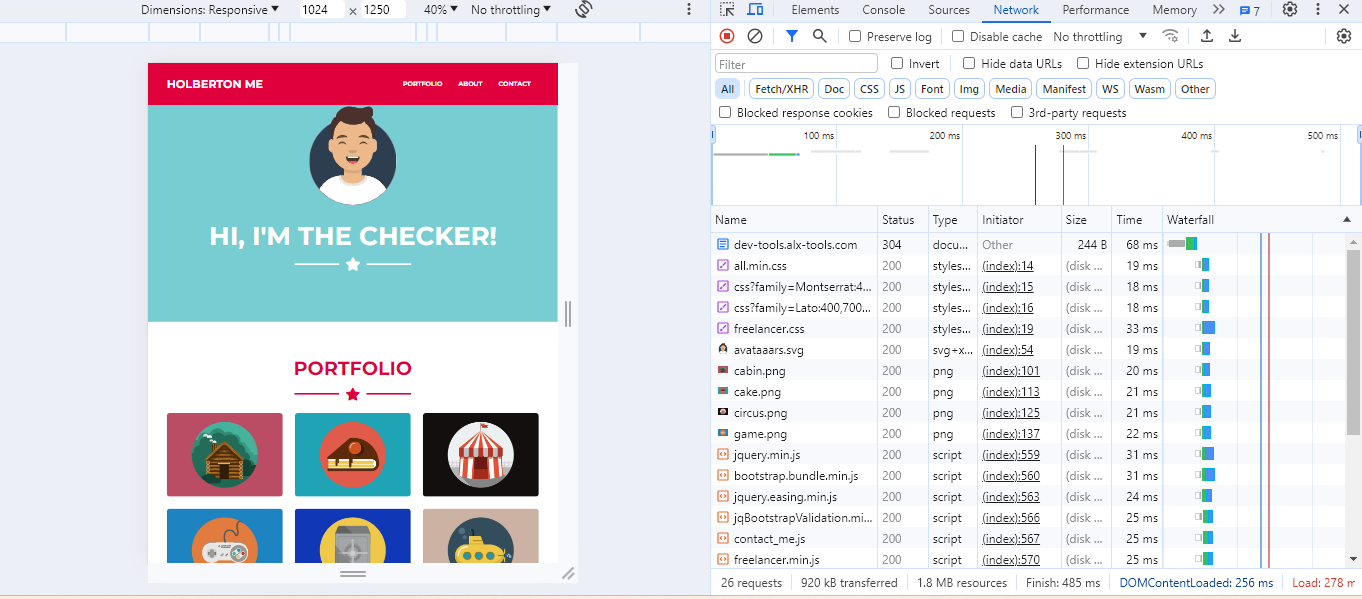 Dimensions: Responsive 1024 × 1250 40% No throttling
HOLBERTON ME PORTFOLIO ABOUT CONTACT
HI, I'M THE CHECKER!
PORTFOLIO
Elements Console Sources Network Performance Memory 7
Preserve log Disable cache No throttling
Filter Invert Hide data URLs Hide extension URLs
All Fetch/XHR Doc CSS JS Font Img Media Manifest WS Wasm Other
Blocked response cookies Blocked requests 3rd-party requests
100 ms 200 ms 300 ms 400 ms 500 ms
Name Status Type Initiator Size Time Waterfall
dev-tools.alx-tools.com 304 docu... Other 244 B 68 ms
all.min.css 200 styles... (index):14 (disk ... 19 ms
css?family=Montserrat:4... 200 styles... (index):15 (disk ... 18 ms
css?family=Lato:400,700... 200 styles... (index):16 (disk ... 18 ms
freelancer.css 200 styles... (index):19 (disk ... 33 ms
avataaars.svg 200 svg+x... (index):54 (disk ... 19 ms
cabin.png 200 png (index):101 (disk ... 20 ms
cake.png 200 png (index):113 (disk ... 21 ms
circus.png 200 png (index):125 (disk ... 21 ms
game.png 200 png (index):137 (disk ... 22 ms
jquery.min.js 200 script (index):559 (disk ... 31 ms
bootstrap.bundle.min.js 200 script (index):560 (disk ... 31 ms
jquery.easing.min.js 200 script (index):563 (disk ... 24 ms
jqBootstrapValidation.mi... 200 script (index):566 (disk ... 25 ms
contact_me.js 200 script (index):567 (disk ... 25 ms
freelancer.min.js 200 script (index):570 (disk ... 25 ms
26 requests 920 kB transferred 1.8 MB resources Finish: 485 ms DOMContentLoaded: 256 ms Load: 278 m